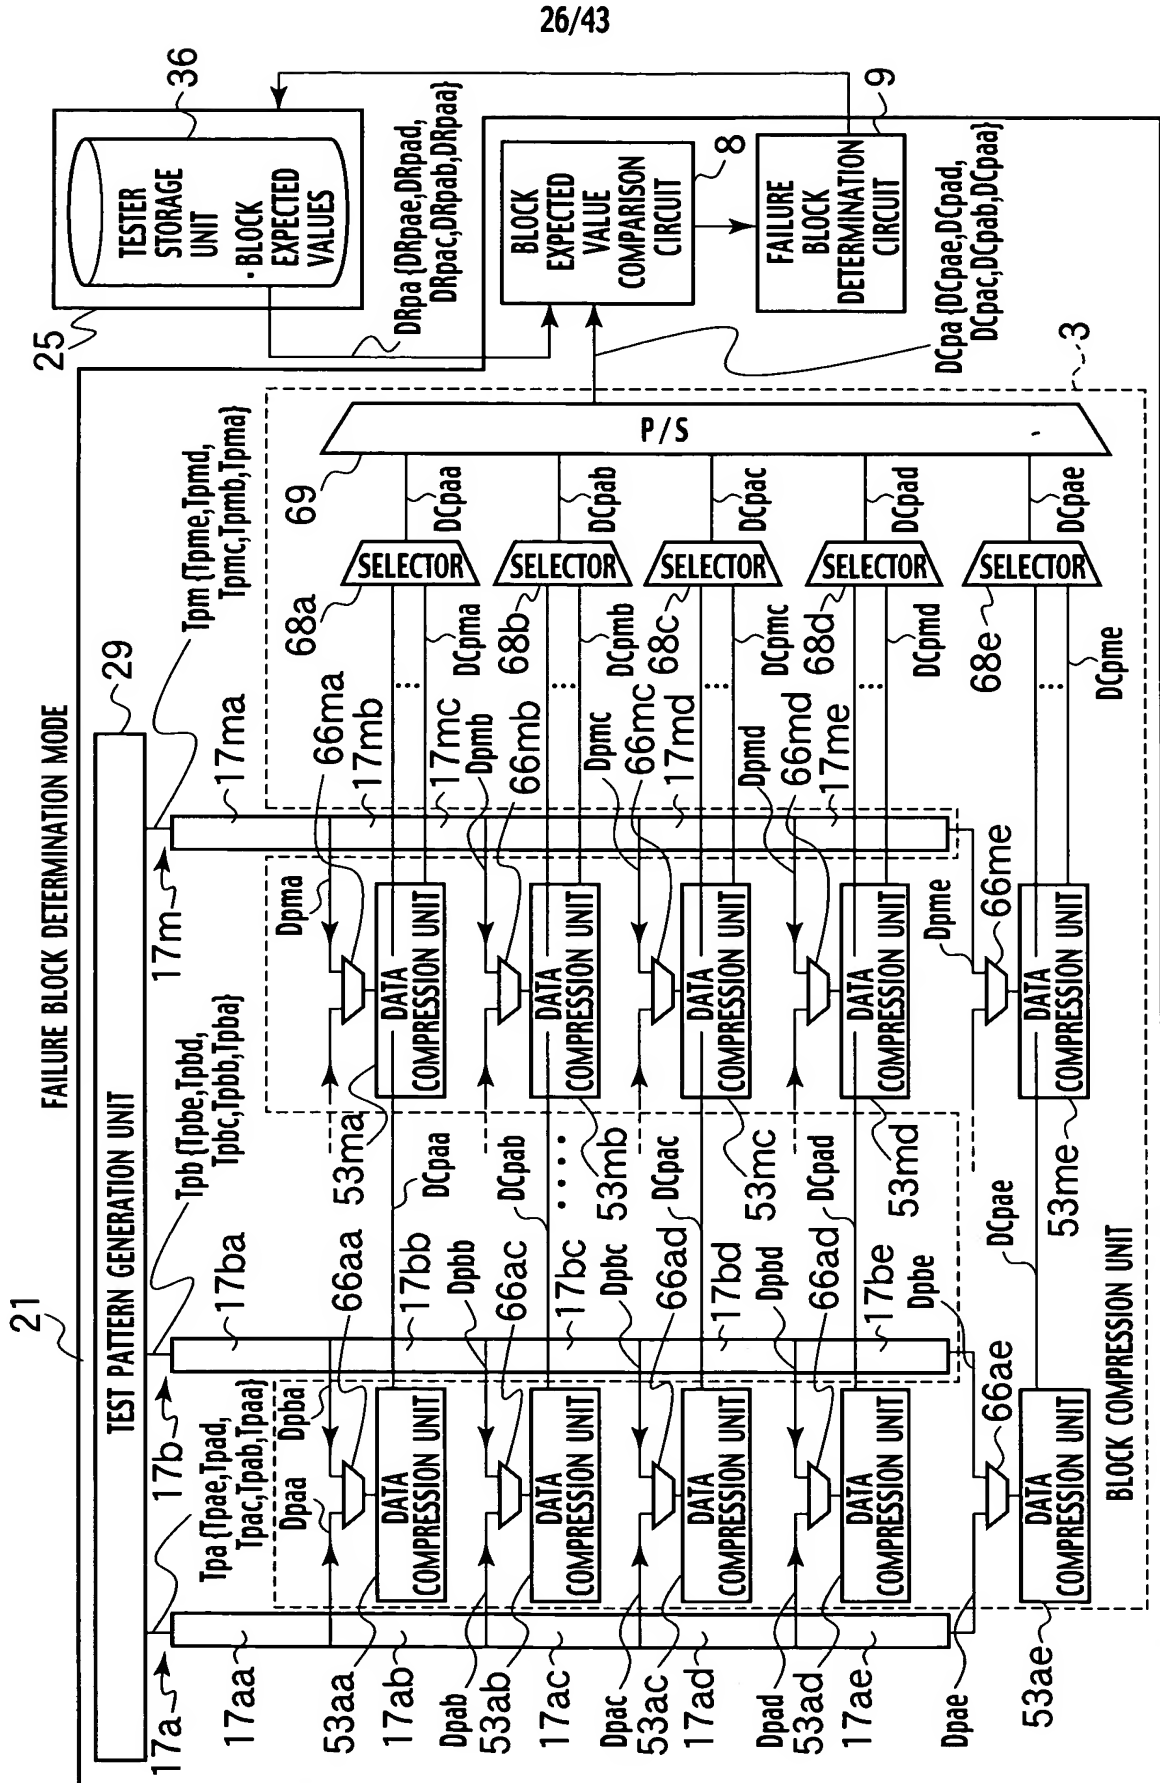 26/43
FAILURE BLOCK DETERMINATION MODE
21
TEST PATTERN GENERATION UNIT
29
25
36
TESTER
STORAGE
UNIT
·BLOCK
EXPECTED
VALUES
DRpa {DRpae,DRpad,
DRpac,DRpab,DRpaa}
BLOCK
EXPECTED
VALUE
COMPARISON
CIRCUIT
8
FAILURE
BLOCK
DETERMINATION
CIRCUIT
9
DCpa {DCpae,DCpad,
DCpac,DCpab,DCpaa}
3
17a
Tpa {Tpae,Tpad,
Tpac,Tpab,Tpaa}
17b
Tpb {Tpbe,Tpbd,
Tpbc,Tpbb,Tpba}
17m
Tpm {Tpme,Tpmd,
Tpmc,Tpmb,Tpma}
17aa
Dpaa
Dpba
17ba
66aa
Dpma
17ma
66ma
68a
SELECTOR
69
P/S
53aa
DATA
COMPRESSION UNIT
DCpaa
53ma
DATA
COMPRESSION UNIT
DCpma
DCpaa
17ab
17bb
17mb
Dpab
Dpbb
66ac
17mc
Dpmb
66mb
68b
SELECTOR
53ab
DATA
COMPRESSION UNIT
DCpab
53mb
DATA
COMPRESSION UNIT
DCpmb
DCpab
17ac
17bc
Dpac
Dpbc
66ad
Dpmc
66mc
68c
SELECTOR
53ac
DATA
COMPRESSION UNIT
DCpac
53mc
DATA
COMPRESSION UNIT
DCpmc
DCpac
17ad
17bd
17md
Dpad
Dpbd
66ad
Dpmd
66md
68d
SELECTOR
53ad
DATA
COMPRESSION UNIT
DCpad
53md
DATA
COMPRESSION UNIT
DCpmd
DCpad
17ae
17be
17me
Dpae
Dpbe
66ae
Dpme
66me
68e
SELECTOR
53ae
DATA
COMPRESSION UNIT
DCpae
53me
DATA
COMPRESSION UNIT
DCpme
DCpae
BLOCK COMPRESSION UNIT